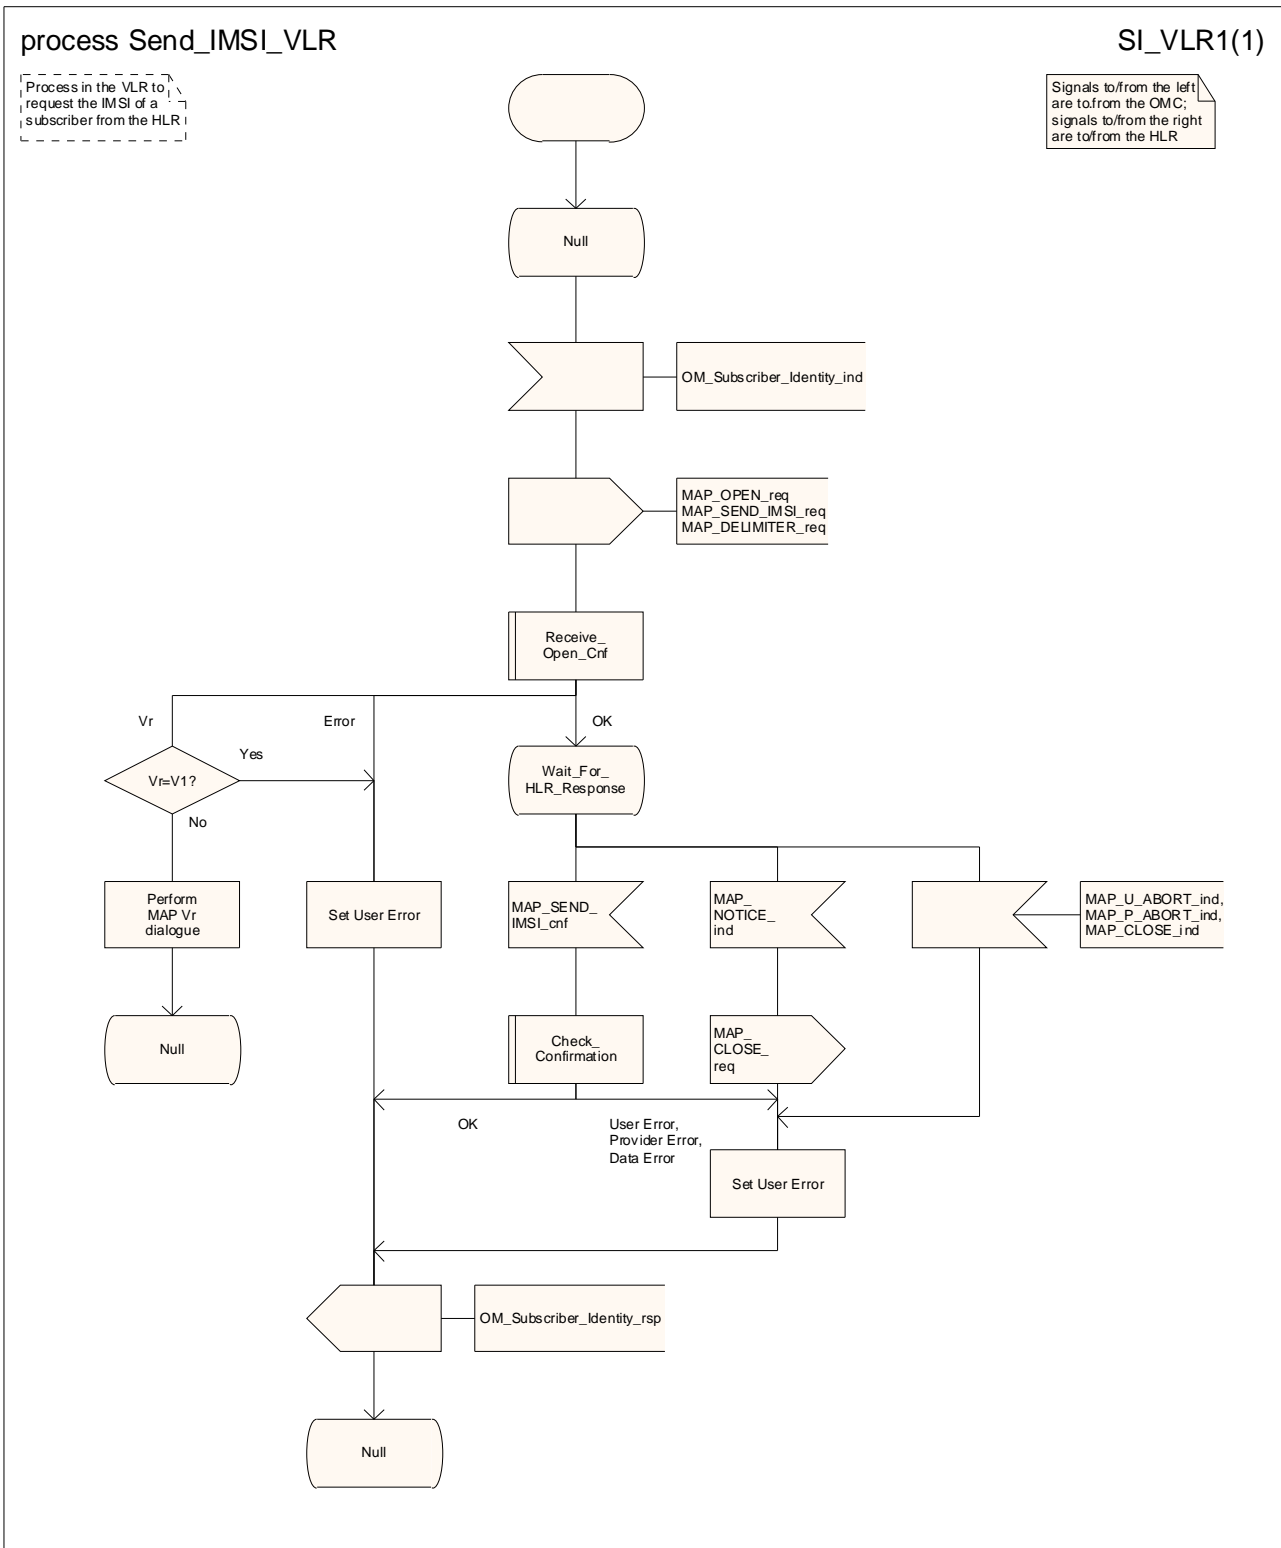 process Send_IMSI_VLR
SI_VLR1(1)
Process in the VLR to
request the IMSI of a
subscriber from the HLR
Signals to/from the left
are to.from the OMC;
signals to/from the right
are to/from the HLR
Null
OM_Subscriber_Identity_ind
MAP_OPEN_req
MAP_SEND_IMSI_req
MAP_DELIMITER_req
Receive_
Open_Cnf
Vr
Error
OK
Yes
Vr=V1?
Wait_For_
HLR_Response
No
Perform
MAP Vr
dialogue
Set User Error
MAP_SEND_
IMSI_cnf
MAP_
NOTICE_
ind
MAP_U_ABORT_ind,
MAP_P_ABORT_ind,
MAP_CLOSE_ind
Null
Check_
Confirmation
MAP_
CLOSE_
req
OK
User Error,
Provider Error,
Data Error
Set User Error
OM_Subscriber_Identity_rsp
Null